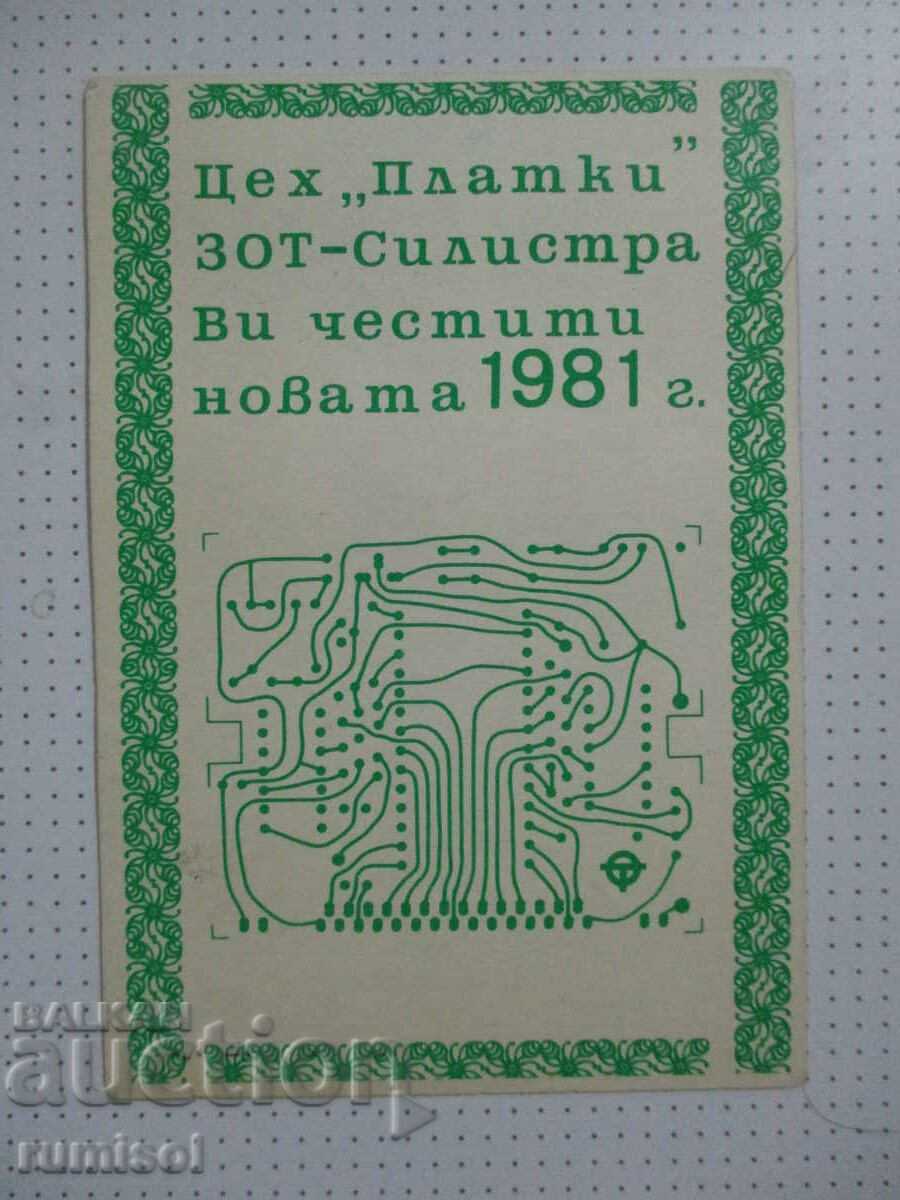 Цех „Платки”
ЗОТ-Силистра
Ви честити
новата 1981 г.
BALKAN
auction
rumisol